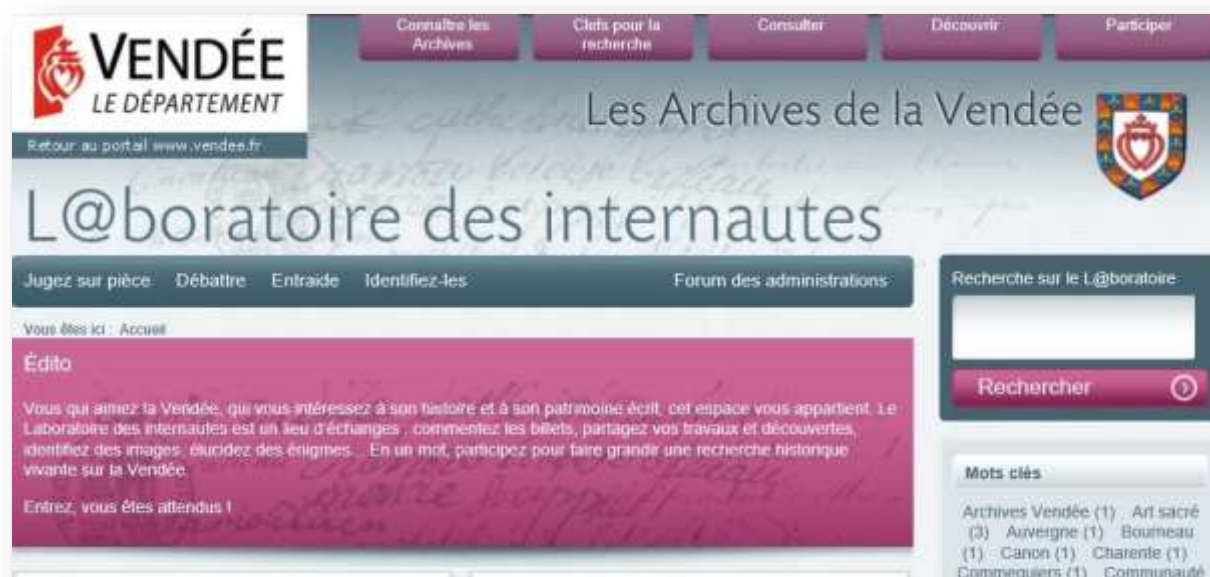 VENDÉE
LE DÉPARTEMENT
Retour au portail www.vendee.fr
Connaître les
Archives
Clefs pour la
recherche
Consulter
Découvrir
Participer
Les Archives de la Vendée
L@boratoire des internautes
Jugez sur pièce Débattre Entraide Identifiez-les Forum des administrations
Vous êtes ici : Accueil
Édito
Vous qui aimez la Vendée, qui vous intéressez à son histoire et à son patrimoine écrit, cet espace vous appartient. Le
Laboratoire des internautes est un lieu d'échanges : commentez les billets, partagez vos travaux et découvertes,
identifiez des images, élucidez des énigmes... En un mot, participez pour faire grandir une recherche historique
vivante sur la Vendée.
Entrez, vous êtes attendus !
Recherche sur le L@boratoire
Rechercher
Mots clés
Archives Vendée (1) Art sacré
(3) Auvergne (1) Bourneau
(1) Canon (1) Charente (1)
Commequiers (1) Communauté